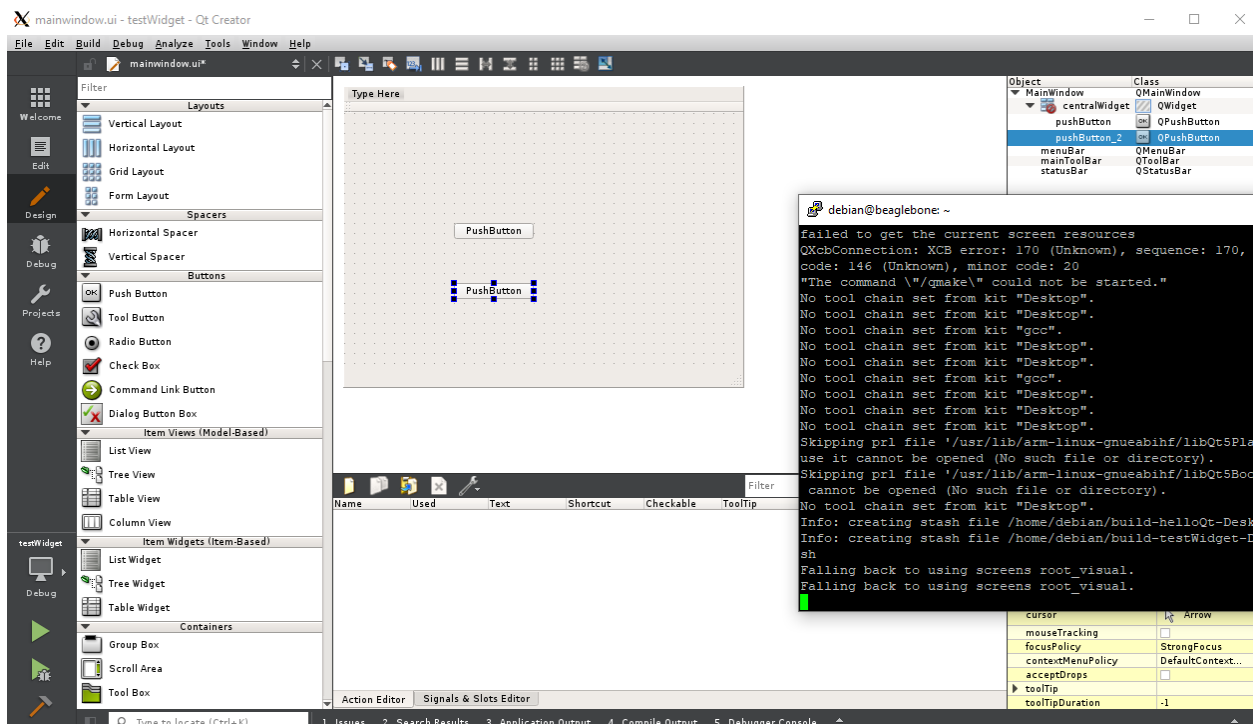 mainwindow.ui - testWidget - Qt Creator
File Edit Build Debug Analyze Tools Window Help
mainwindow.ui*
Welcome
Edit
Design
Debug
Projects
Help
testWidget
Debug
Filter
Layouts
Vertical Layout
Horizontal Layout
Grid Layout
Form Layout
Spacers
Horizontal Spacer
Vertical Spacer
Buttons
OK Push Button
Tool Button
Radio Button
Check Box
Command Link Button
Dialog Button Box
Item Views (Model-Based)
List View
Tree View
Table View
Column View
Item Widgets (Item-Based)
List Widget
Tree Widget
Table Widget
Containers
Group Box
Scroll Area
Tool Box
Type Here
PushButton
PushButton
Filter
Name Used Text Shortcut Checkable ToolTip
Action Editor Signals & Slots Editor
Object Class
MainWindow QMainWindow
centralWidget QWidget
pushButton OK QPushButton
pushButton_2 OK QPushButton
menuBar QMenuBar
mainToolBar QToolBar
statusBar QStatusBar
debian@beaglebone: ~
failed to get the current screen resources
QXcbConnection: XCB error: 170 (Unknown), sequence: 170,
code: 146 (Unknown), minor code: 20
"The command \"/qmake\" could not be started."
No tool chain set from kit "Desktop".
No tool chain set from kit "Desktop".
No tool chain set from kit "gcc".
No tool chain set from kit "Desktop".
No tool chain set from kit "Desktop".
No tool chain set from kit "gcc".
No tool chain set from kit "Desktop".
No tool chain set from kit "Desktop".
No tool chain set from kit "Desktop".
Skipping prl file '/usr/lib/arm-linux-gnueabihf/libQt5Pla
use it cannot be opened (No such file or directory).
Skipping prl file '/usr/lib/arm-linux-gnueabihf/libQt5Boo
cannot be opened (No such file or directory).
No tool chain set from kit "Desktop".
Info: creating stash file /home/debian/build-helloQt-Desk
Info: creating stash file /home/debian/build-testWidget-D
sh
Falling back to using screens root_visual.
Falling back to using screens root_visual.
cursor Arrow
mouseTracking
focusPolicy StrongFocus
contextMenuPolicy DefaultContext...
acceptDrops
toolTip
toolTipDuration -1
Type to locate (Ctrl+K) 1 Issues 2 Search Results 3 Application Output 4 Compile Output 5 Debugger Console